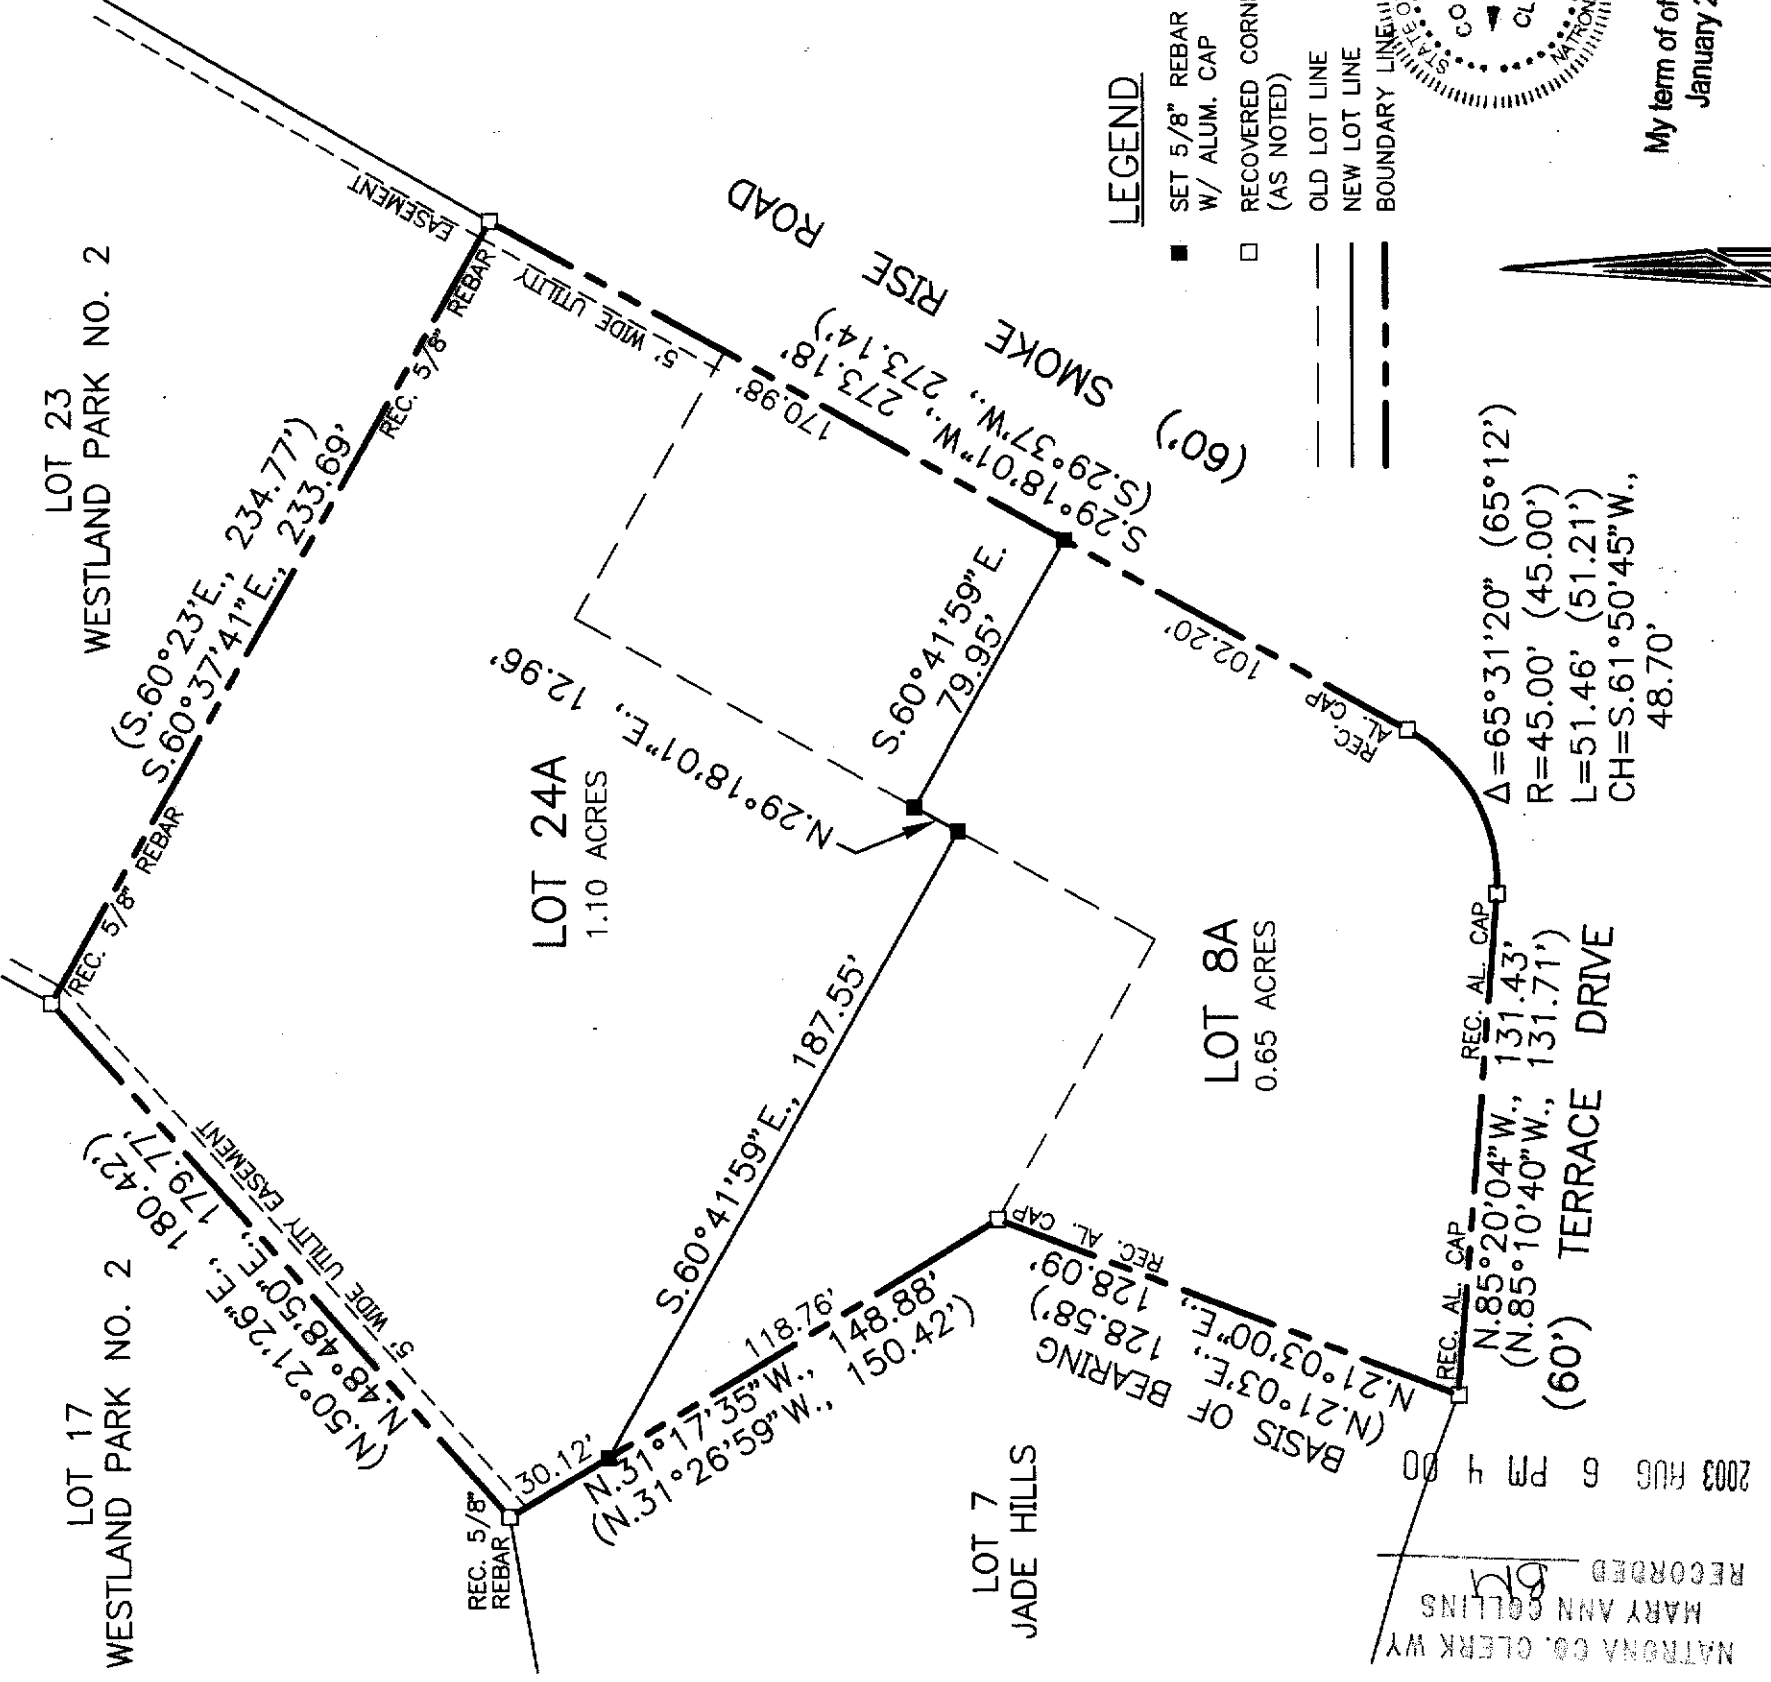 LOT 23
WESTLAND PARK NO. 2
LOT 17
WESTLAND PARK NO. 2
(S.60°23'E., 234.77')
S.60°37'41"E., 233.69'
REC. 5/8" REBAR
REC. 5/8" REBAR
EASEMENT
5' WIDE UTILITY
(N.50°21'26"E., 180.42')
N.48°48'50"E., 179.77'
5' WIDE UTILITY EASEMENT
REC. 5/8"
REBAR
30.12'
118.76'
N.31°17'35"W., 148.88'
(N.31°26'59"W., 150.42')
LOT 24A
1.10 ACRES
N.29°18'01"E., 12.96'
S.60°41'59"E.
79.95'
S.60°41'59"E., 187.55'
170.98'
S.29°18'01"W., 273.18'
(S.29°37'W., 273.14')
SMOKE RISE ROAD
(60')
102.20'
REC.
AL. CAP
LOT 8A
0.65 ACRES
REC. AL. CAP
N.21°03'00"E., 128.09'
(N.21°03'E., 128.58')
BASIS OF BEARING
LOT 7
JADE HILLS
REC. AL. CAP
REC. AL. CAP
N.85°20'04"W., 131.43'
(N.85°10'40"W., 131.71')
(60') TERRACE DRIVE
Δ=65°31'20" (65°12')
R=45.00' (45.00')
L=51.46' (51.21')
CH=S.61°50'45"W.,
48.70'
LEGEND
SET 5/8" REBAR
W/ ALUM. CAP
RECOVERED CORN
(AS NOTED)
OLD LOT LINE
NEW LOT LINE
BOUNDARY LINE
STATE O
CO
CL
NATRON
My term of of
January 2
2003 AUG 6 PM 4 00
RECORDED
MARY ANN COLLINS
NATRONA CO. CLERK WY